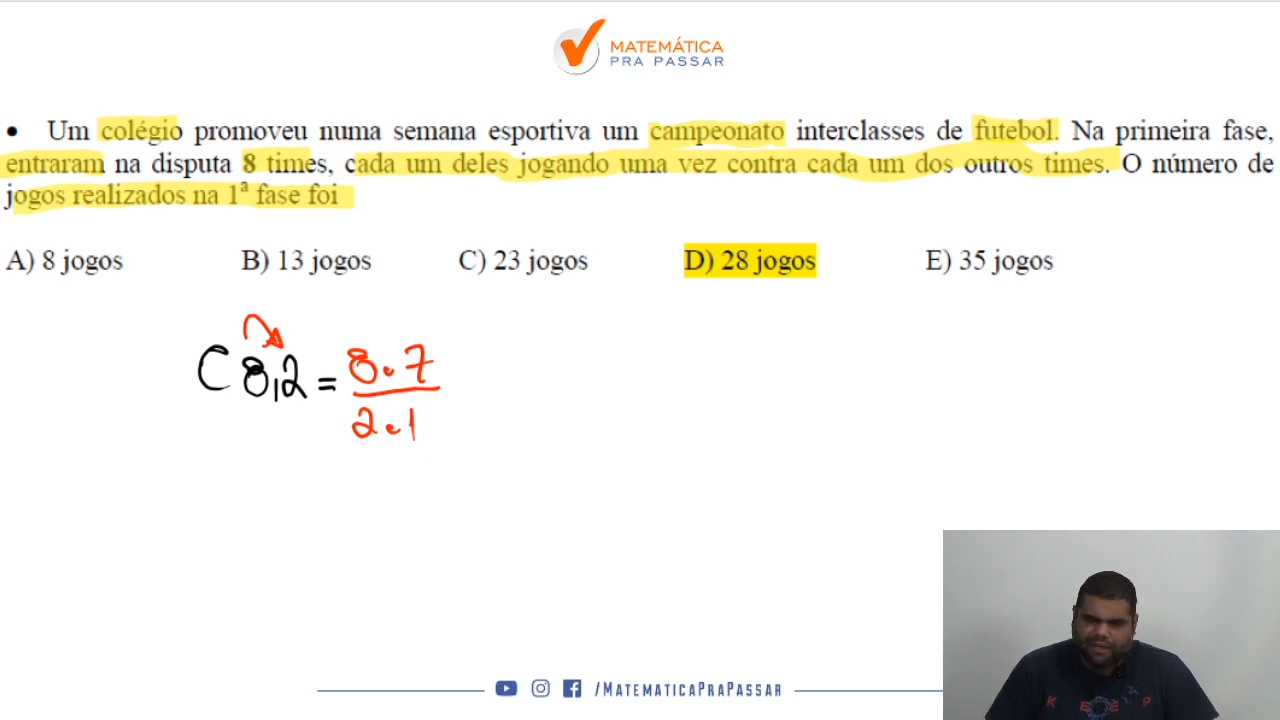 MATEMÁTICA
PRA PASSAR
• Um colégio promoveu numa semana esportiva um campeonato interclasses de futebol. Na primeira fase,
entraram na disputa 8 times, cada um deles jogando uma vez contra cada um dos outros times. O número de
jogos realizados na 1ª fase foi
A) 8 jogos B) 13 jogos C) 23 jogos D) 28 jogos E) 35 jogos
C 8,2 = 8.7
2.1
K E E P
/MATEMATICAPRAPASSAR